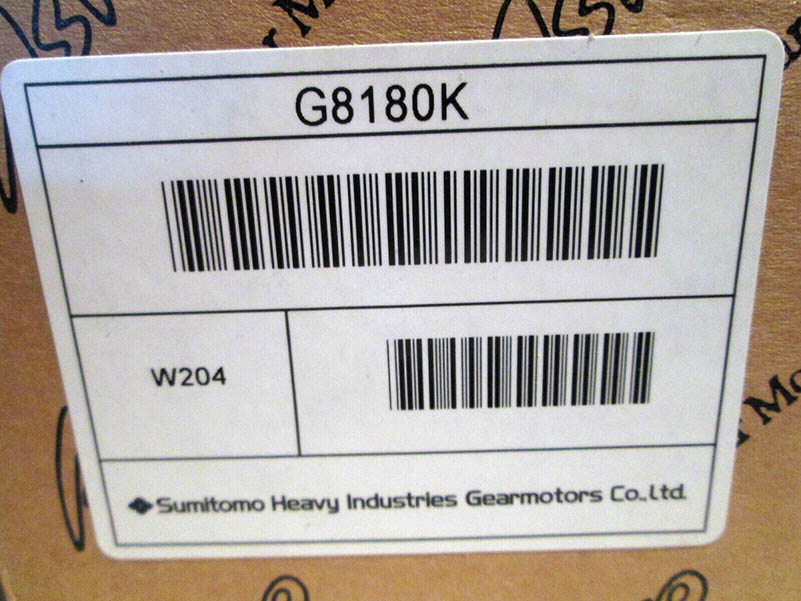 G8180K
W204
Sumitomo Heavy Industries Gearmotors Co.,Ltd.